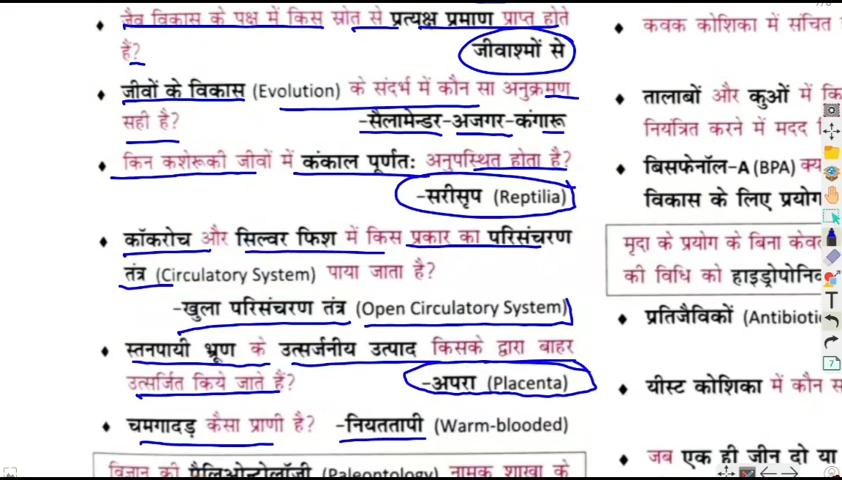 जैव विकास के पक्ष में किस स्रोत से प्रत्यक्ष प्रमाण प्राप्त होते
हैं? जीवाश्मों से
जीवों के विकास (Evolution) के संदर्भ में कौन सा अनुक्रमण
सही है? -सैलामेन्डर-अजगर-कंगारू
किन कशेरूकी जीवों में कंकाल पूर्णतः अनुपस्थित होता है?
-सरीसृप (Reptilia)
कॉकरोच और सिल्वर फिश में किस प्रकार का परिसंचरण
तंत्र (Circulatory System) पाया जाता है?
-खुला परिसंचरण तंत्र (Open Circulatory System)
स्तनपायी भ्रूण के उत्सर्जनीय उत्पाद किसके द्वारा बाहर
उत्सर्जित किये जाते हैं? -अपरा (Placenta)
चमगादड़ कैसा प्राणी है? -नियततापी (Warm-blooded)
विज्ञान की पैलिओन्टोलॉजी (Paleontology) नामक शाखा के
कवक कोशिका में संचित
तालाबों और कुओं में
नियंत्रित करने में मदद
बिसफेनॉल-A (BPA)
विकास के लिए प्रयोग
मृदा के प्रयोग के बिना
की विधि को
प्रतिजैविकों
यीस्ट कोशिका में कौन
जब एक ही जीन दो या